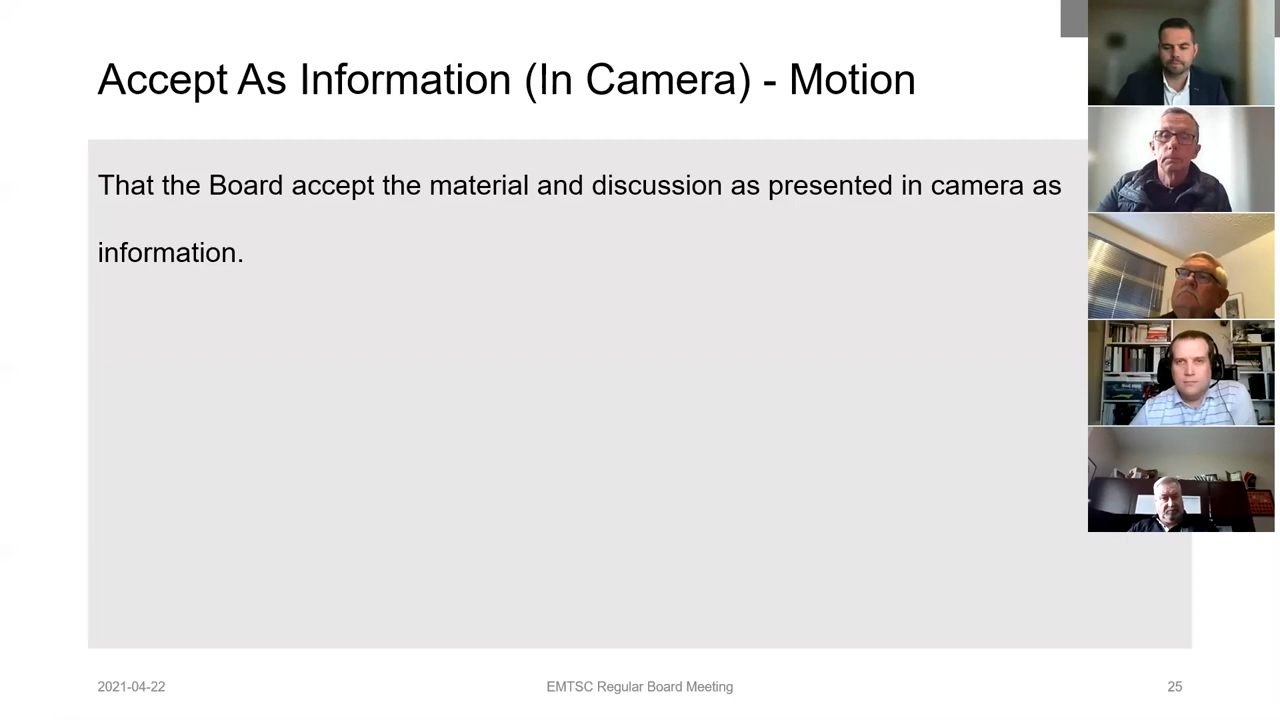 Accept As Information (In Camera) - Motion
That the Board accept the material and discussion as presented in camera as
information.
2021-04-22
EMTSC Regular Board Meeting
25